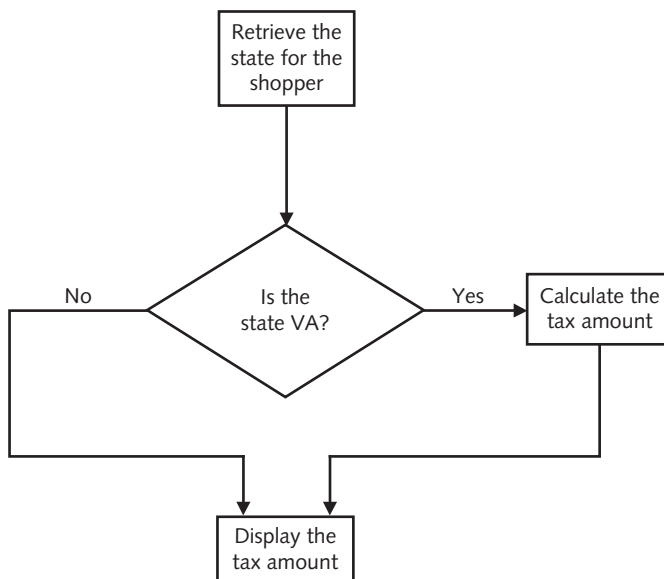 Retrieve the
state for the
shopper
No
Is the
state VA?
Yes
Calculate the
tax amount
Display the
tax amount